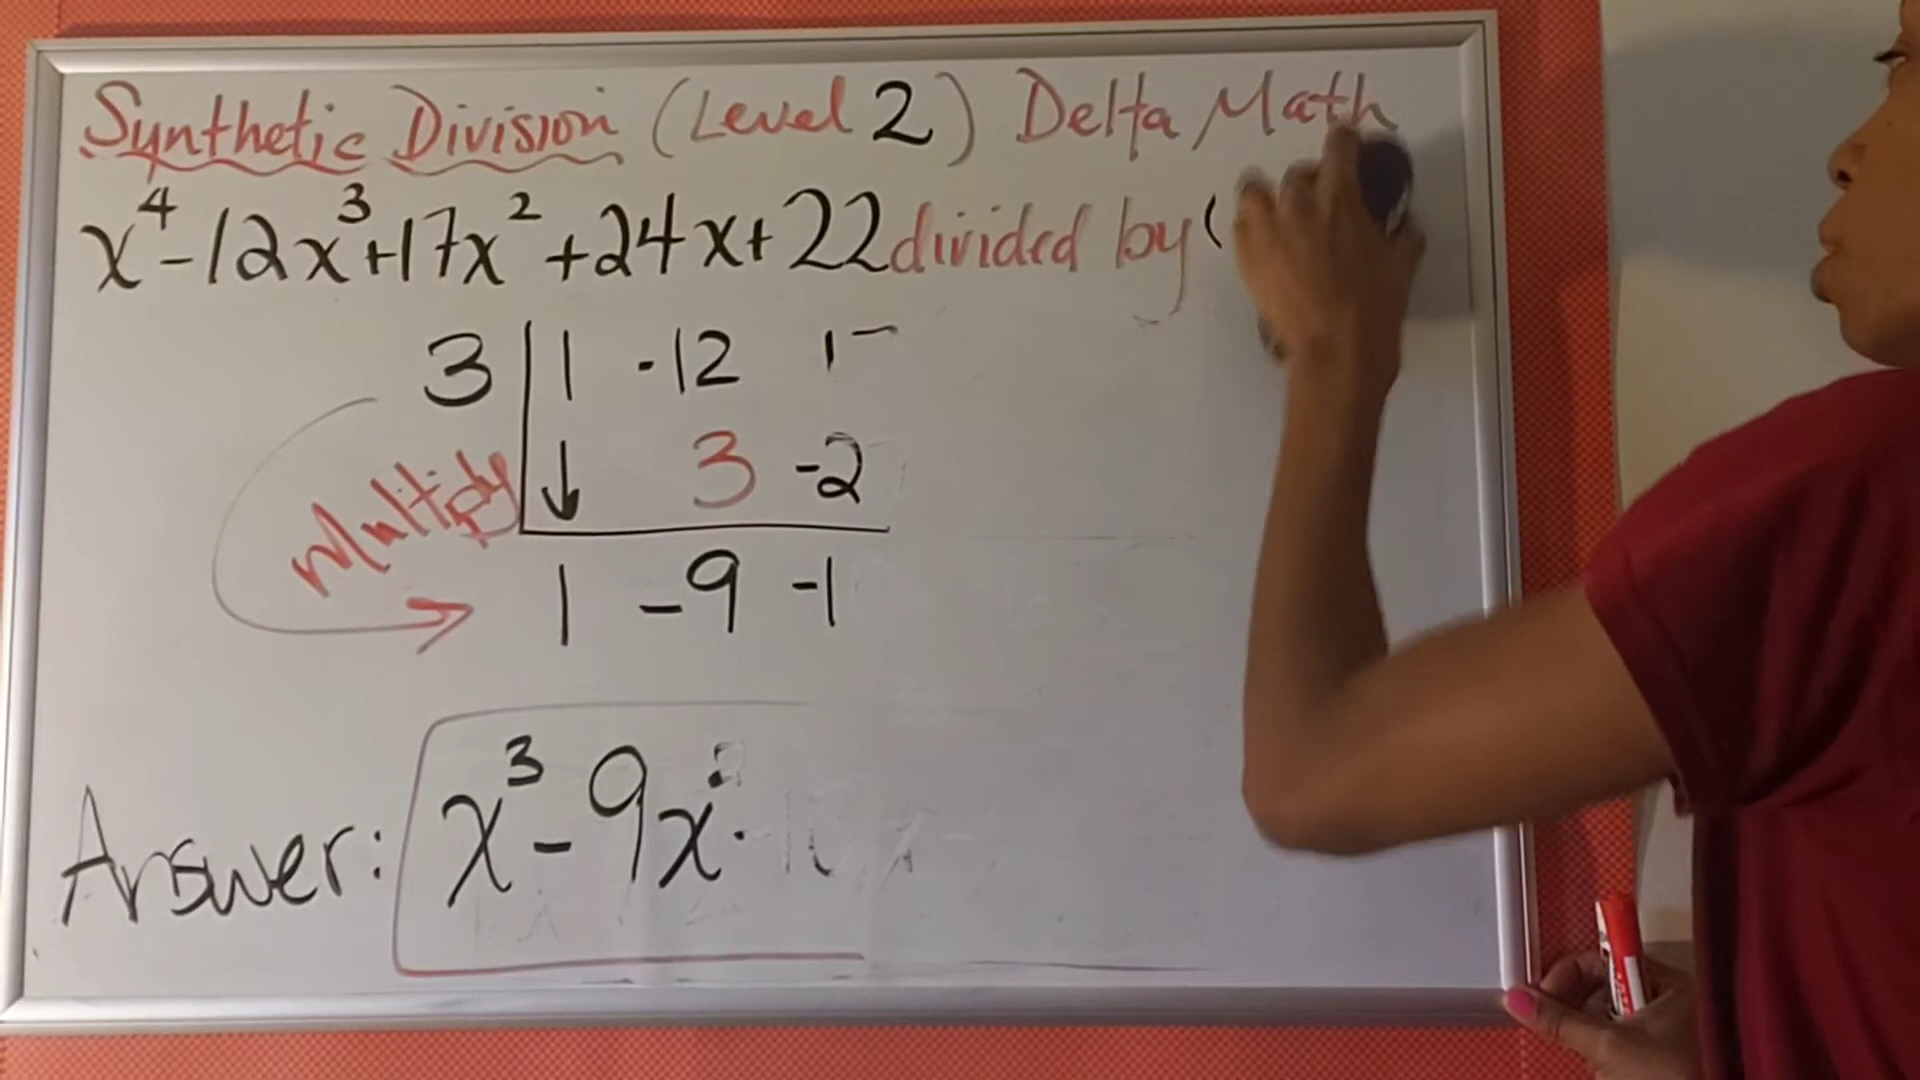 Synthetic Division (Level 2) Delta Math
x⁴-12x³+17x²+24x+22 divided by (
3 | 1 -12
Multiply ↓ 3 -2
1 -9 -1
Answer: x³-9x